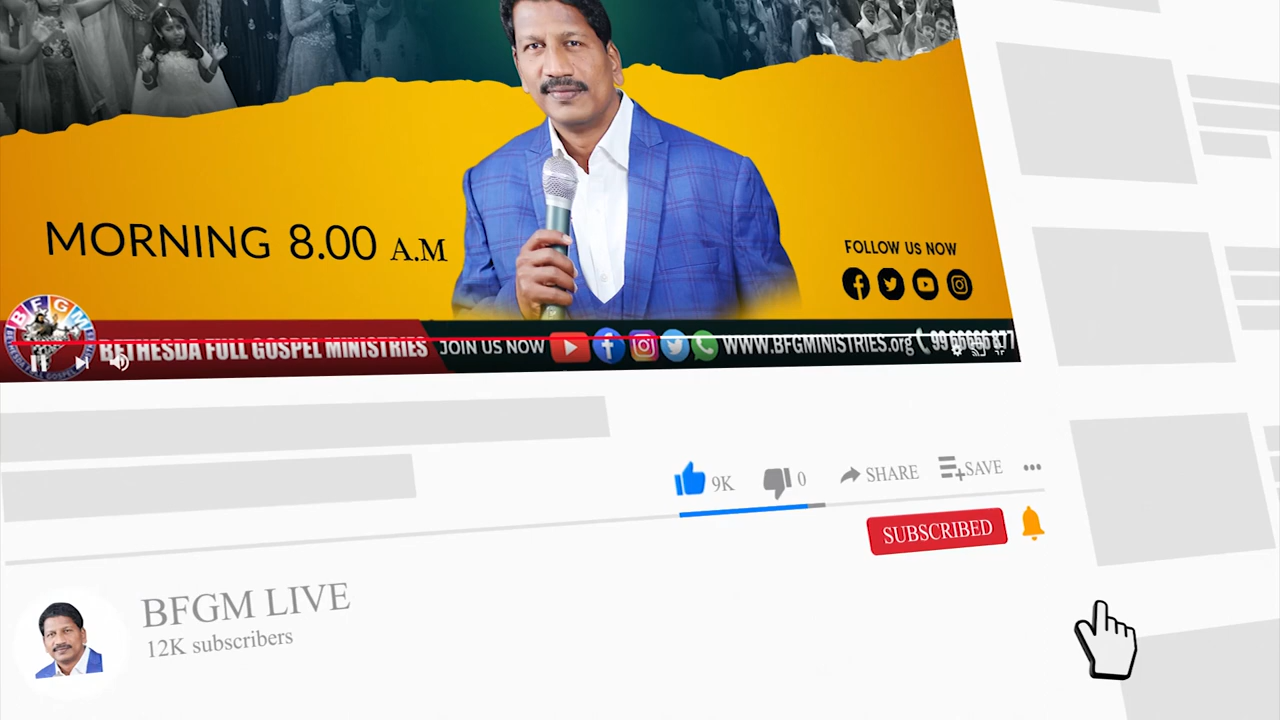 MORNING 8.00 A.M
FOLLOW US NOW
BFGM
BETHESDA FULL GOSPEL MINISTRIES
JOIN US NOW
WWW.BFGMINISTRIES.org
9K
0
SHARE
SAVE
SUBSCRIBED
BFGM LIVE
12K subscribers